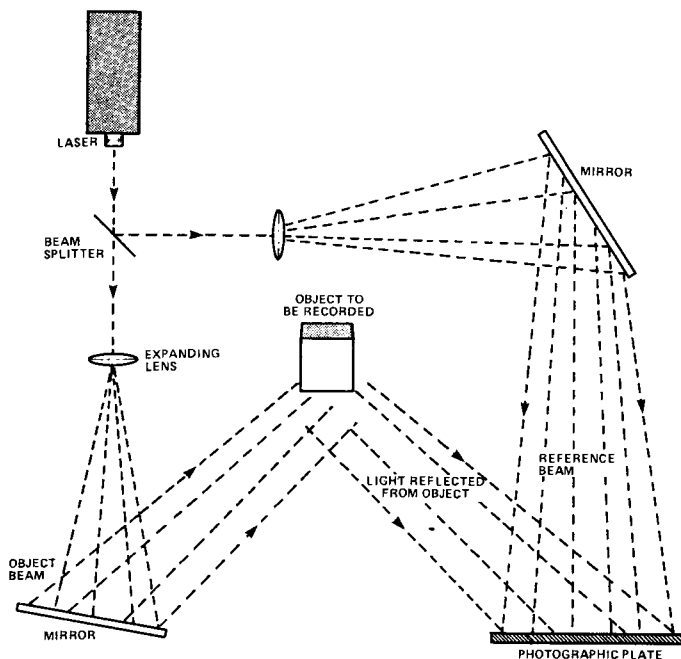 LASER
MIRROR
BEAM
SPLITTER
OBJECT TO
BE RECORDED
EXPANDING
LENS
REFERENCE
BEAM
LIGHT REFLECTED
FROM OBJECT
OBJECT
BEAM
MIRROR
PHOTOGRAPHIC PLATE